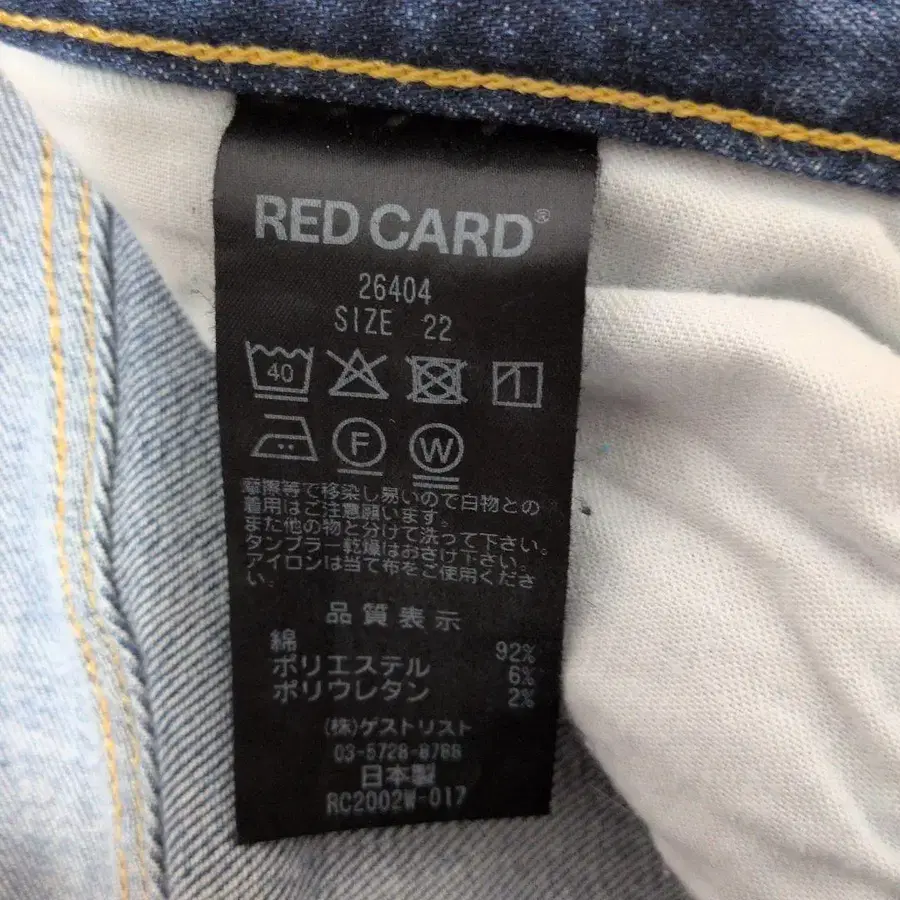 RED CARD®
26404
SIZE 22
40
F W
摩擦等で移染し易いので白物との
着用はご注意願います。
また他の物と分けて洗って下さい。
タンブラー乾燥はおさけ下さい。
アイロンは当て布をご使用くださ
い。
品質表示
綿 92%
ポリエステル 6%
ポリウレタン 2%
(株)ゲストリスト
03-5728-8788
日本製
RC2002W-017